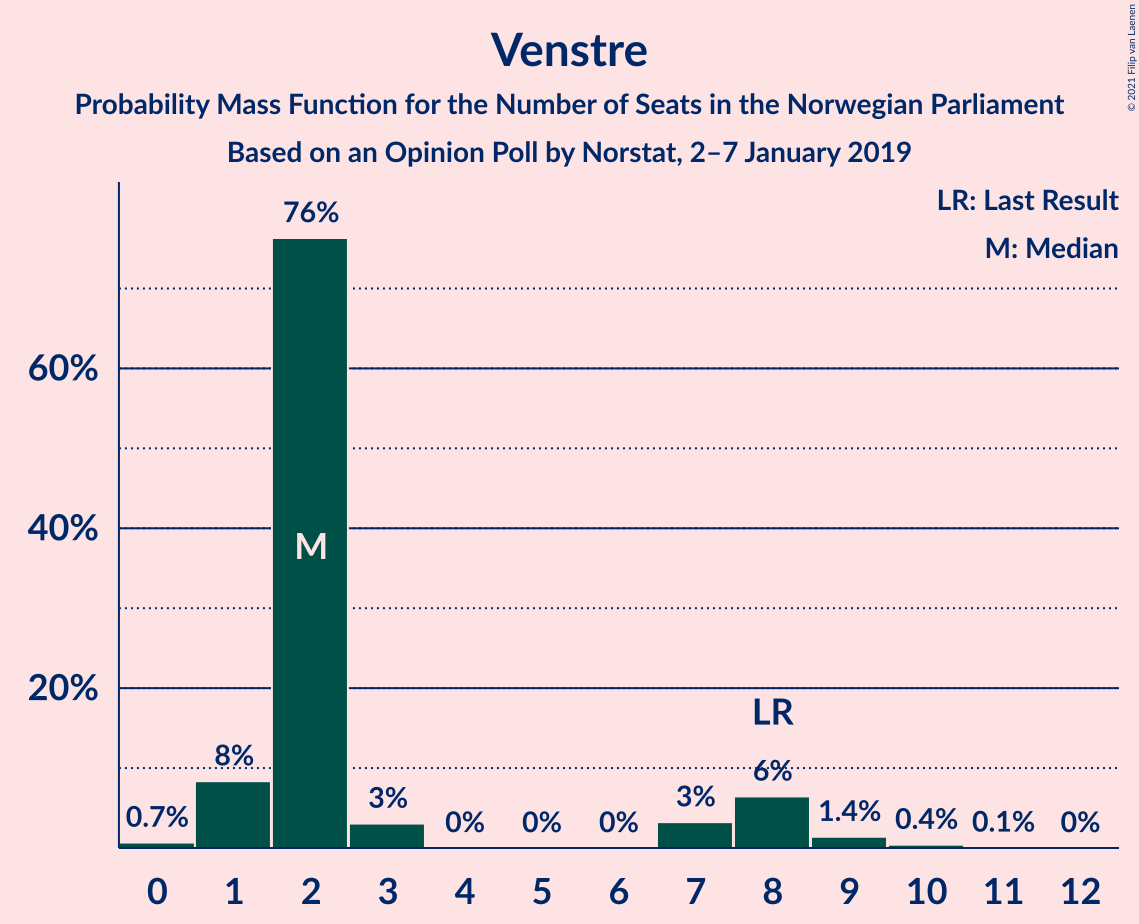 Venstre
Probability Mass Function for the Number of Seats in the Norwegian Parliament
Based on an Opinion Poll by Norstat, 2–7 January 2019
© 2021 Filip van Laenen
LR: Last Result
M: Median
60%
40%
20%
0.7%
8%
76%
M
3%
0%
0%
0%
3%
LR
6%
1.4%
0.4%
0.1%
0%
0 1 2 3 4 5 6 7 8 9 10 11 12